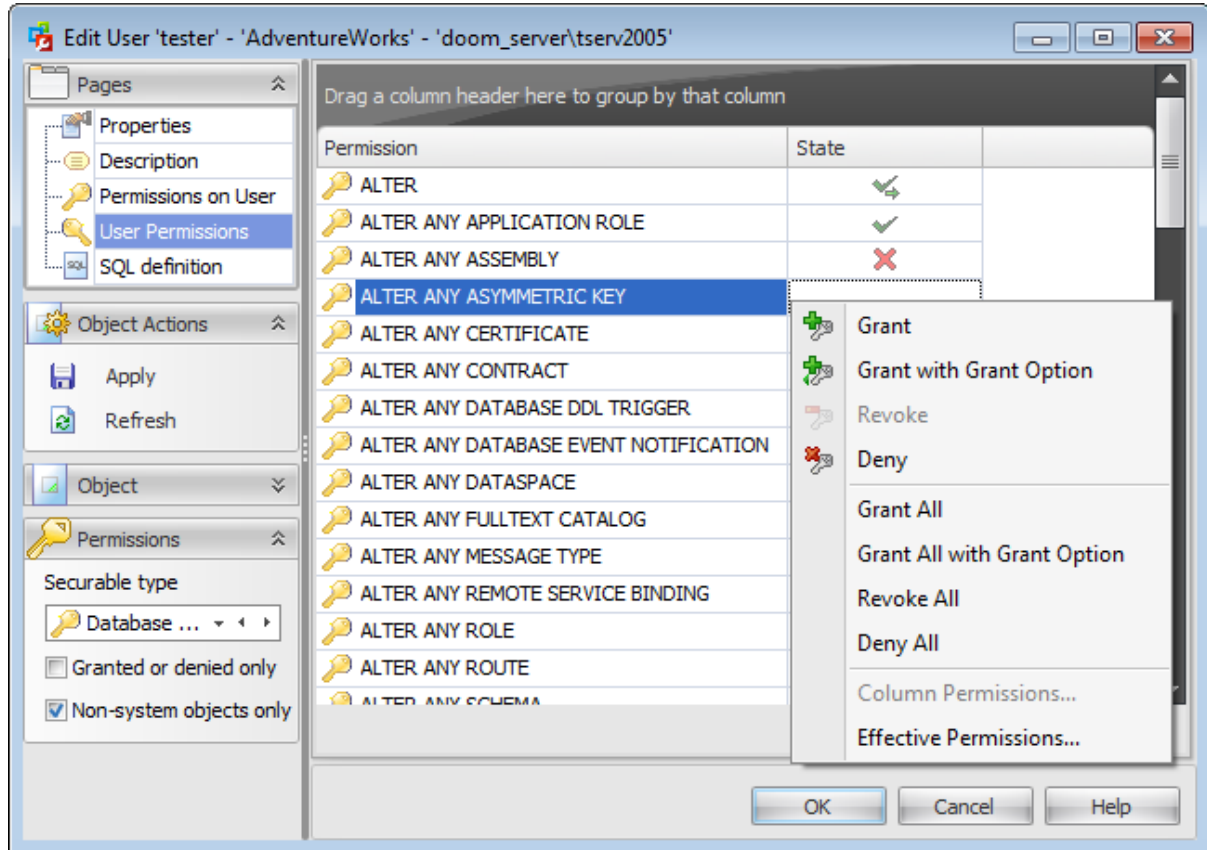 Edit User 'tester' - 'AdventureWorks' - 'doom_server\tserv2005'
Pages
Properties
Description
Permissions on User
User Permissions
SQL
SQL definition
Object Actions
Apply
Refresh
Object
Permissions
Securable type
Database ...
Granted or denied only
Non-system objects only
Drag a column header here to group by that column
Permission State
ALTER
ALTER ANY APPLICATION ROLE
ALTER ANY ASSEMBLY
ALTER ANY ASYMMETRIC KEY
ALTER ANY CERTIFICATE
ALTER ANY CONTRACT
ALTER ANY DATABASE DDL TRIGGER
ALTER ANY DATABASE EVENT NOTIFICATION
ALTER ANY DATASPACE
ALTER ANY FULLTEXT CATALOG
ALTER ANY MESSAGE TYPE
ALTER ANY REMOTE SERVICE BINDING
ALTER ANY ROLE
ALTER ANY ROUTE
ALTER ANY SCHEMA
Grant
Grant with Grant Option
Revoke
Deny
Grant All
Grant All with Grant Option
Revoke All
Deny All
Column Permissions...
Effective Permissions...
OK Cancel Help